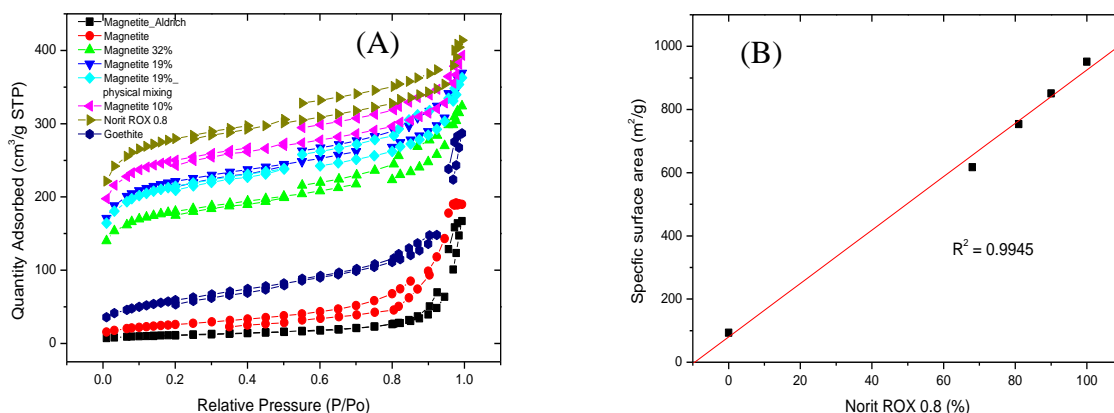 Magnetite_Aldrich
Magnetite
Magnetite 32%
Magnetite 19%
Magnetite 19%_
physical mixing
Magnetite 10%
Norit ROX 0.8
Goethite
(A)
400
300
200
100
0
Quantity Adsorbed (cm³/g STP)
0.0 0.2 0.4 0.6 0.8 1.0
Relative Pressure (P/Po)
(B)
1000
800
600
400
200
0
Specfic surface area (m²/g)
R² = 0.9945
0 20 40 60 80 100
Norit ROX 0.8 (%)